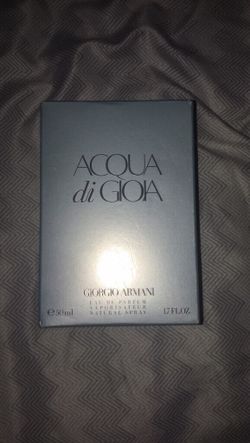 ACQUA
di GIOIA
GIORGIO ARMANI
EAU DE PARFUM
VAPORISATEUR
NATURAL SPRAY
℮ 50 ml 1.7 FL.OZ.